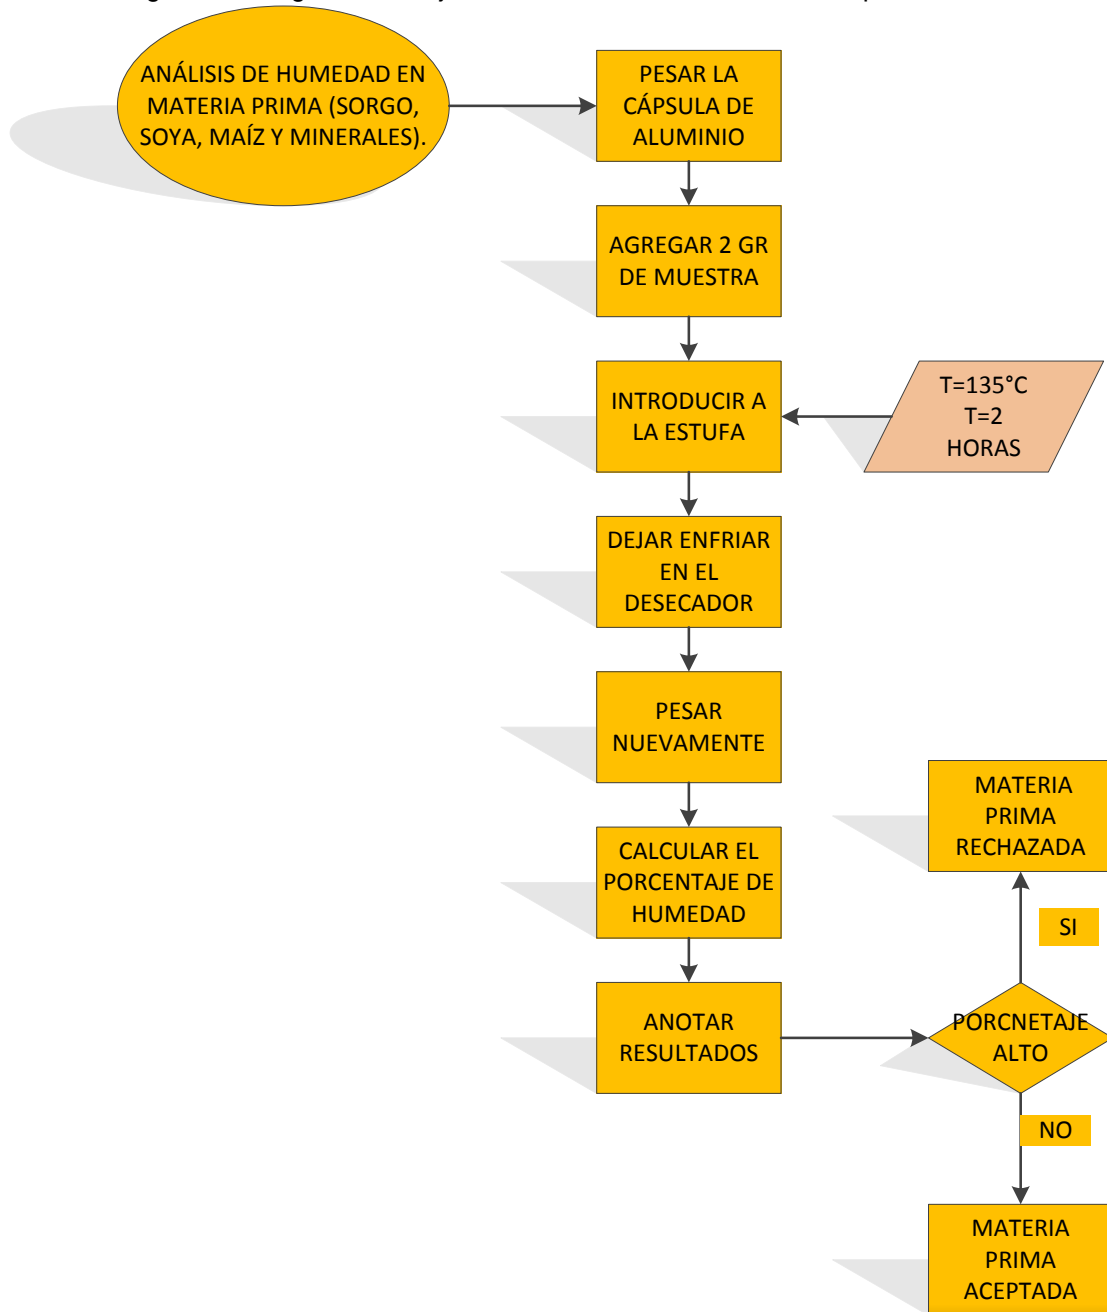 ANÁLISIS DE HUMEDAD EN
MATERIA PRIMA (SORGO,
SOYA, MAÍZ Y MINERALES).
PESAR LA
CÁPSULA DE
ALUMINIO
AGREGAR 2 GR
DE MUESTRA
INTRODUCIR A
LA ESTUFA
T=135°C
T=2
HORAS
DEJAR ENFRIAR
EN EL
DESECADOR
PESAR
NUEVAMENTE
CALCULAR EL
PORCENTAJE DE
HUMEDAD
ANOTAR
RESULTADOS
PORCNETAJE
ALTO
SI
MATERIA
PRIMA
RECHAZADA
NO
MATERIA
PRIMA
ACEPTADA